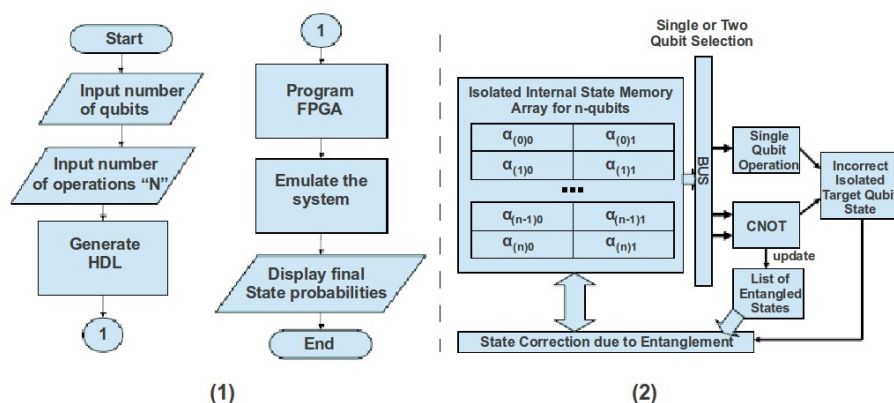 Start
Input number
of qubits
Input number
of operations “N”
Generate
HDL
1
1
Program
FPGA
Emulate the
system
Display final
State probabilities
End
(1)
Single or Two
Qubit Selection
Isolated Internal State Memory
Array for n-qubits
α(0)0 α(0)1
α(1)0 α(1)1
...
α(n-1)0 α(n-1)1
α(n)0 α(n)1
BUS
Single
Qubit
Operation
CNOT
update
List of
Entangled
States
Incorrect
Isolated
Target Qubit
State
State Correction due to Entanglement
(2)